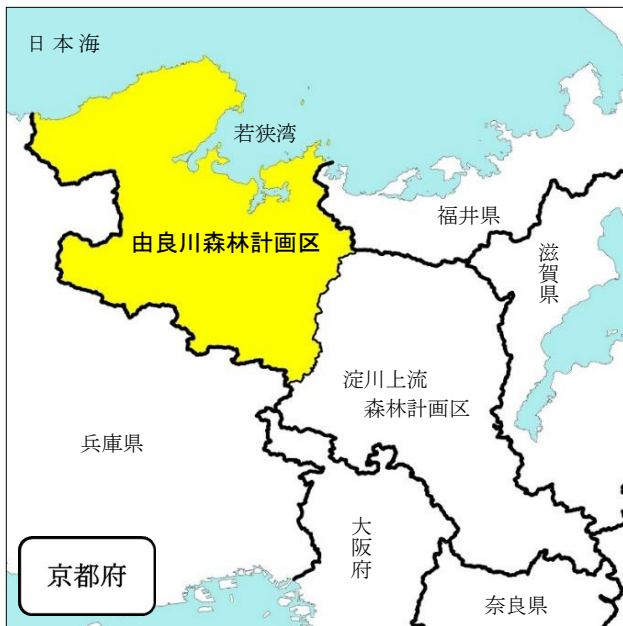 日本海
若狭湾
福井県
由良川森林計画区
滋賀県
淀川上流
森林計画区
兵庫県
大阪府
京都府
奈良県